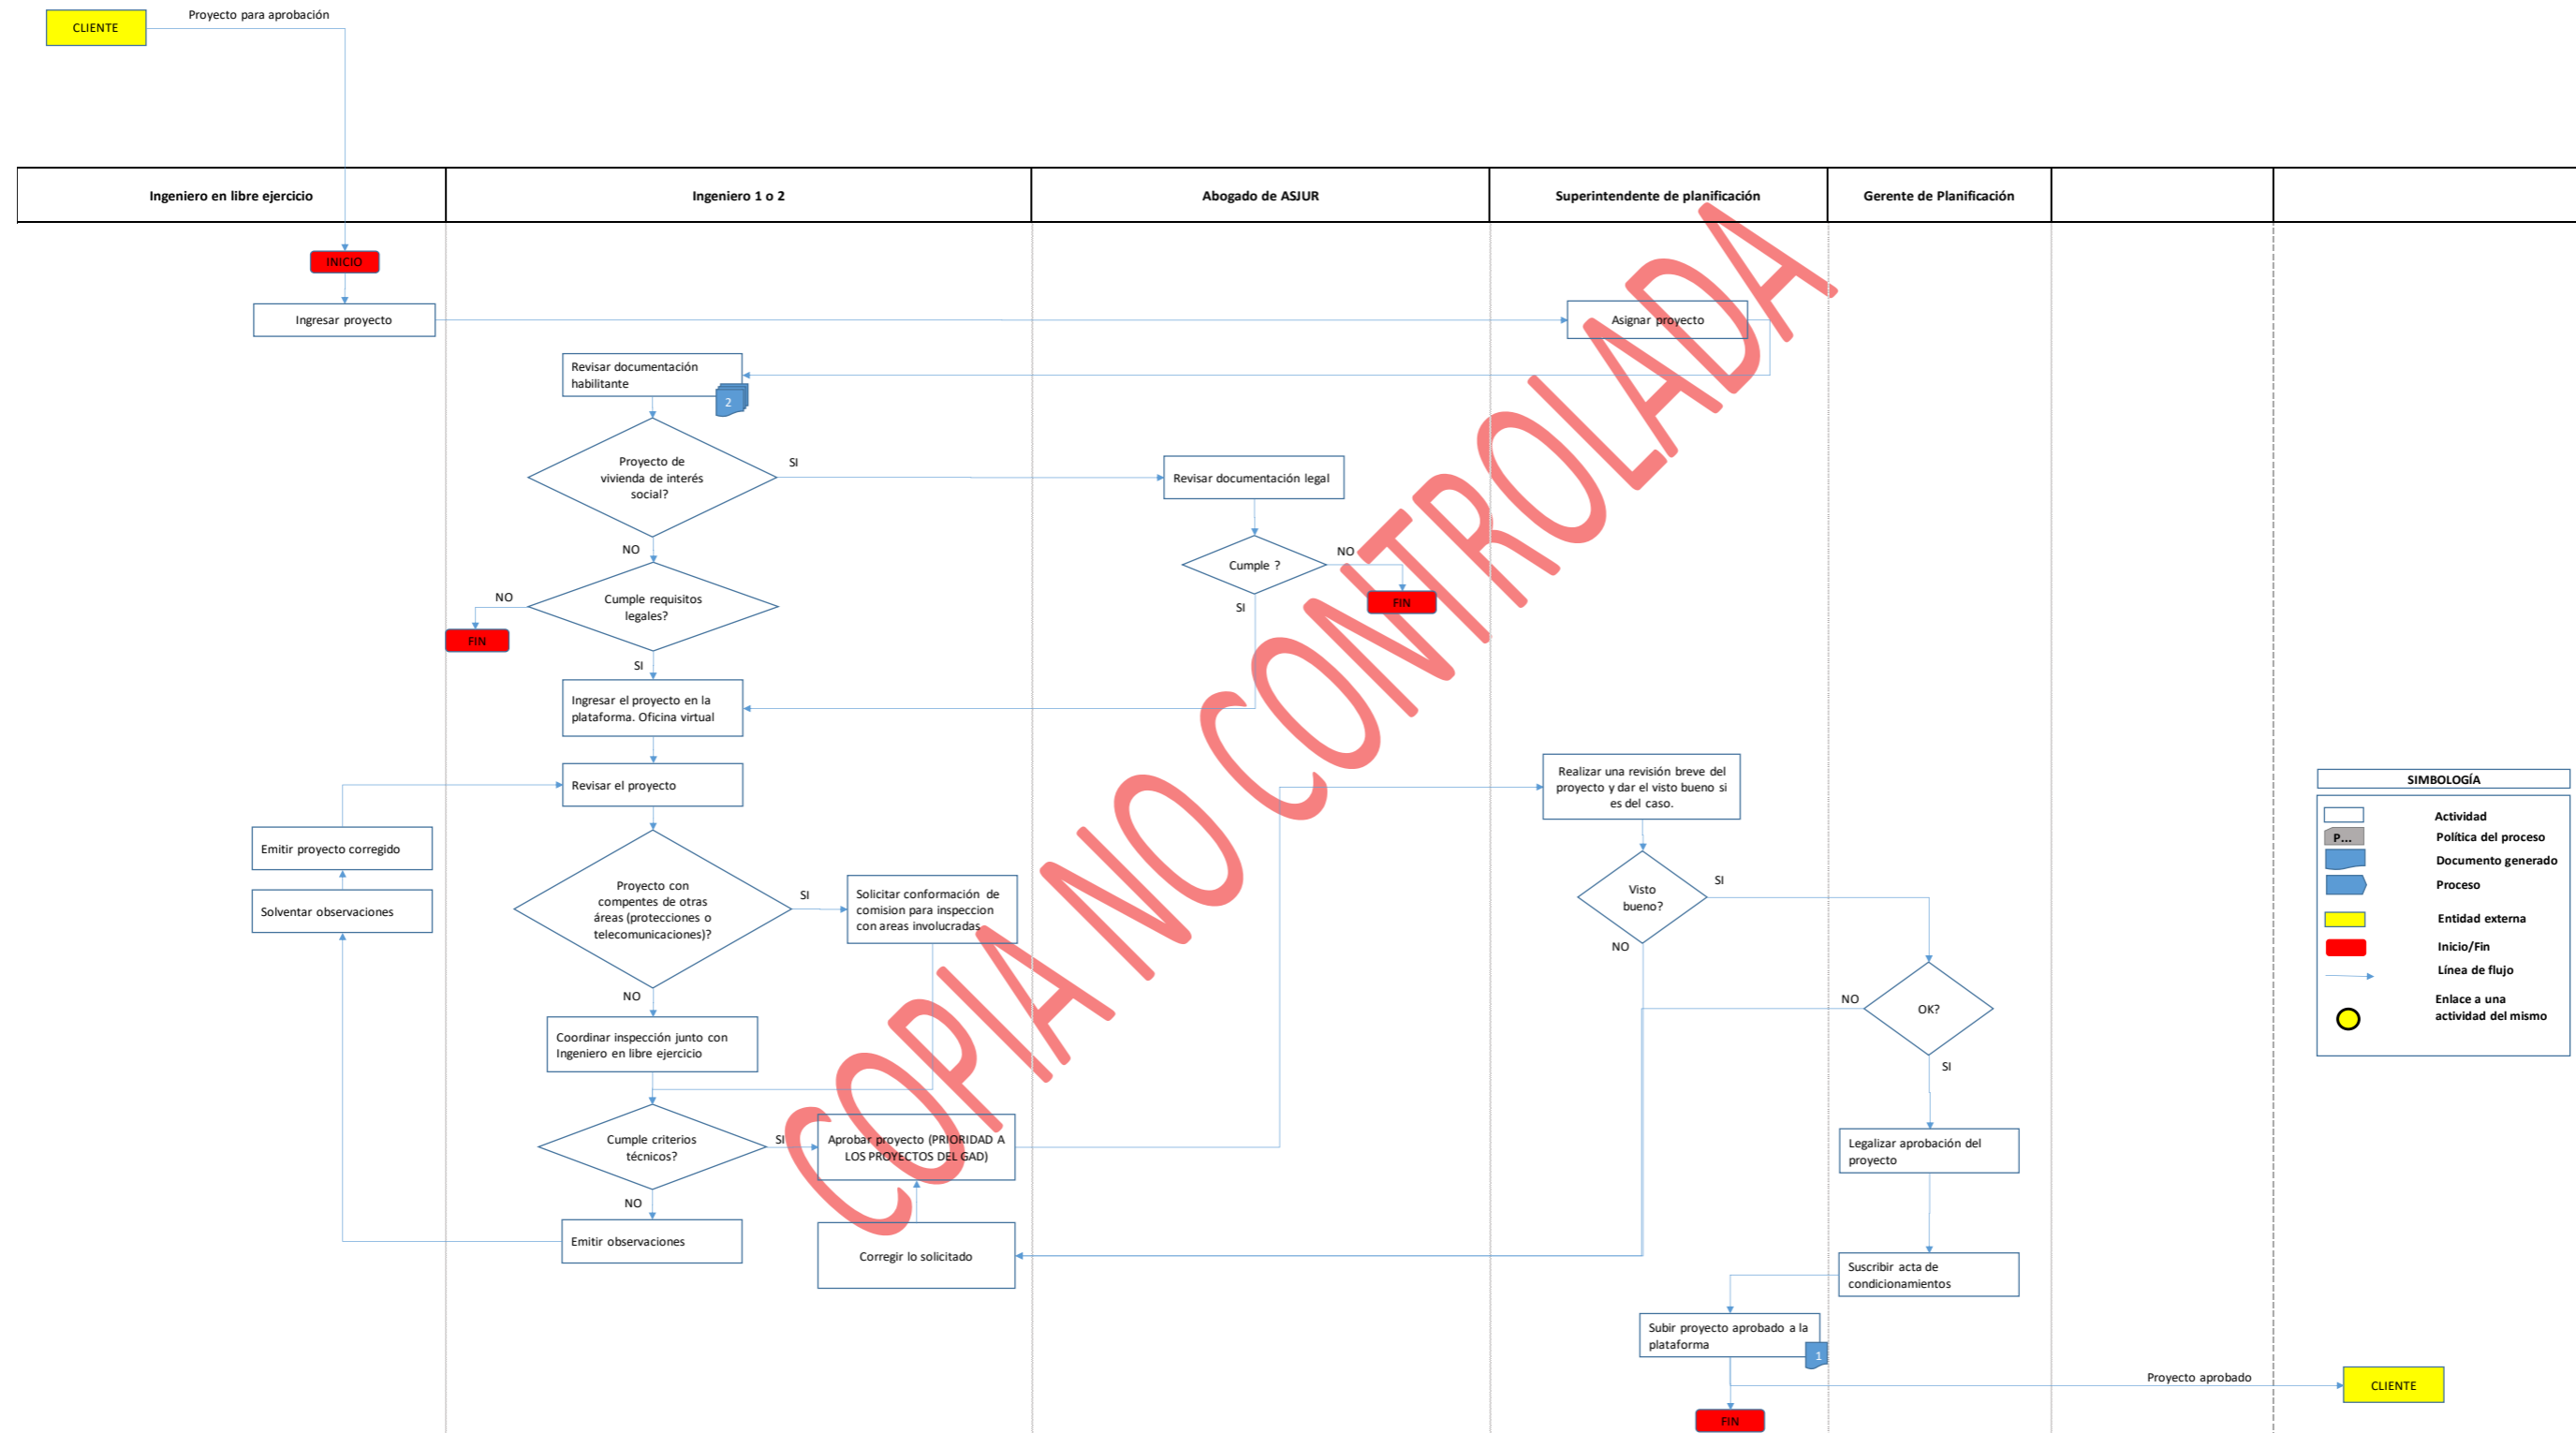 Proyecto para aprobación
CLIENTE
Ingeniero en libre ejercicio
Ingeniero 1 o 2
Abogado de ASJUR
Superintendente de planificación
Gerente de Planificación
INICIO
Ingresar proyecto
Asignar proyecto
Revisar documentación
habilitante
2
Proyecto de
vivienda de interés
social?
SI
Revisar documentación legal
NO
Cumple ?
NO
FIN
SI
Cumple requisitos
legales?
NO
FIN
SI
Ingresar el proyecto en la
plataforma. Oficina virtual
Revisar el proyecto
Realizar una revisión breve del
proyecto y dar el visto bueno si
es del caso.
Emitir proyecto corregido
Solventar observaciones
Proyecto con
compentes de otras
áreas (protecciones o
telecomunicaciones)?
SI
Solicitar conformación de
comision para inspeccion
con areas involucradas
NO
Visto
bueno?
SI
NO
Coordinar inspección junto con
Ingeniero en libre ejercicio
OK?
NO
SI
Cumple criterios
técnicos?
SI
Aprobar proyecto (PRIORIDAD A
LOS PROYECTOS DEL GAD)
NO
Legalizar aprobación del
proyecto
Emitir observaciones
Corregir lo solicitado
Suscribir acta de
condicionamientos
Subir proyecto aprobado a la
plataforma
1
Proyecto aprobado
CLIENTE
FIN
SIMBOLOGÍA
Actividad
P...
Política del proceso
Documento generado
Proceso
Entidad externa
Inicio/Fin
Línea de flujo
Enlace a una
actividad del mismo
COPIA NO CONTROLADA